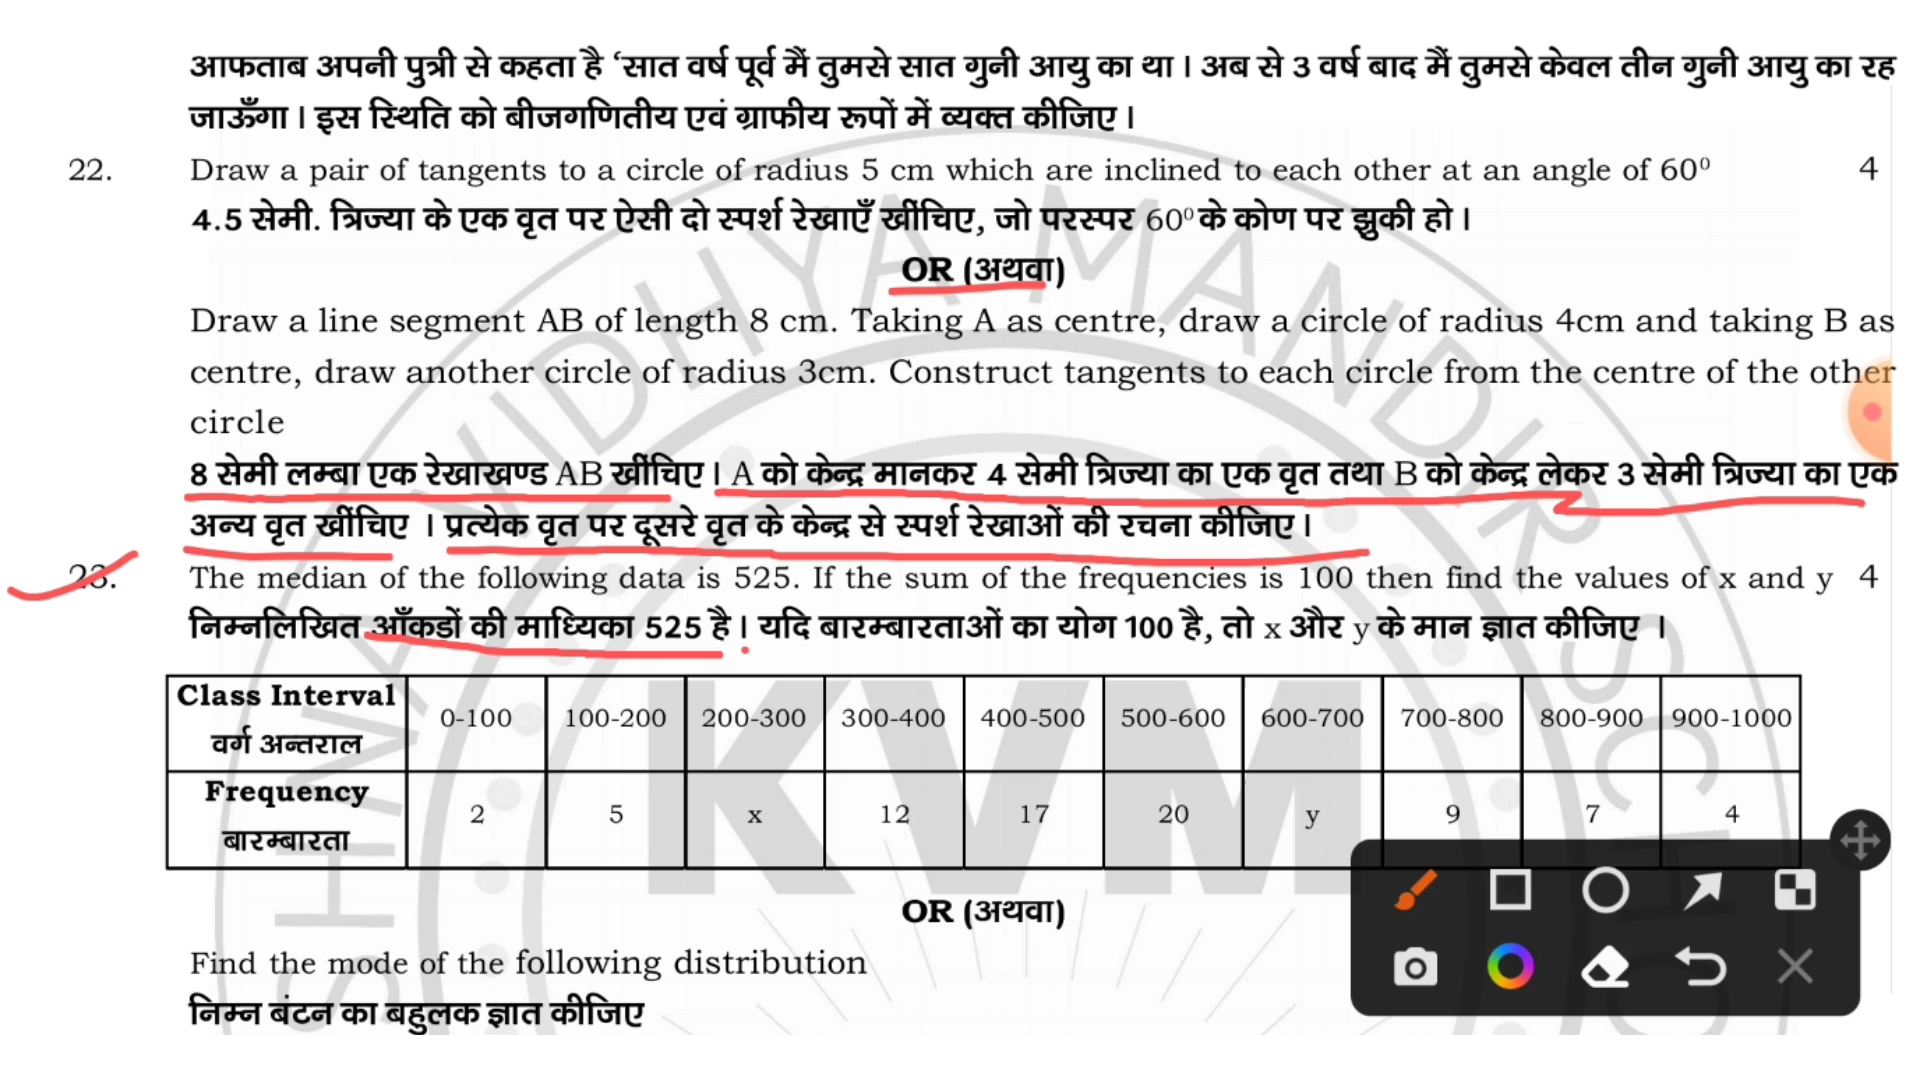 आफताब अपनी पुत्री से कहता है ‘सात वर्ष पूर्व मैं तुमसे सात गुनी आयु का था । अब से 3 वर्ष बाद मैं तुमसे केवल तीन गुनी आयु का रह
जाऊँगा । इस स्थिति को बीजगणितीय एवं ग्राफीय रूपों में व्यक्त कीजिए ।
22. Draw a pair of tangents to a circle of radius 5 cm which are inclined to each other at an angle of 60⁰ 4
4.5 सेमी. त्रिज्या के एक वृत पर ऐसी दो स्पर्श रेखाएँ खींचिए, जो परस्पर 60⁰ के कोण पर झुकी हो ।
OR (अथवा)
Draw a line segment AB of length 8 cm. Taking A as centre, draw a circle of radius 4cm and taking B as
centre, draw another circle of radius 3cm. Construct tangents to each circle from the centre of the other
circle
8 सेमी लम्बा एक रेखाखण्ड AB खींचिए । A को केन्द्र मानकर 4 सेमी त्रिज्या का एक वृत तथा B को केन्द्र लेकर 3 सेमी त्रिज्या का एक
अन्य वृत खींचिए । प्रत्येक वृत पर दूसरे वृत के केन्द्र से स्पर्श रेखाओं की रचना कीजिए ।
23. The median of the following data is 525. If the sum of the frequencies is 100 then find the values of x and y 4
निम्नलिखित आँकडों की माध्यिका 525 है । यदि बारम्बारताओं का योग 100 है, तो x और y के मान ज्ञात कीजिए ।
Class Interval
वर्ग अन्तराल 0-100 100-200 200-300 300-400 400-500 500-600 600-700 700-800 800-900 900-1000
Frequency
बारम्बारता 2 5 x 12 17 20 y 9 7 4
OR (अथवा)
Find the mode of the following distribution
निम्न बंटन का बहुलक ज्ञात कीजिए
KVM
SHNA VIDHYA MANDIR SCH